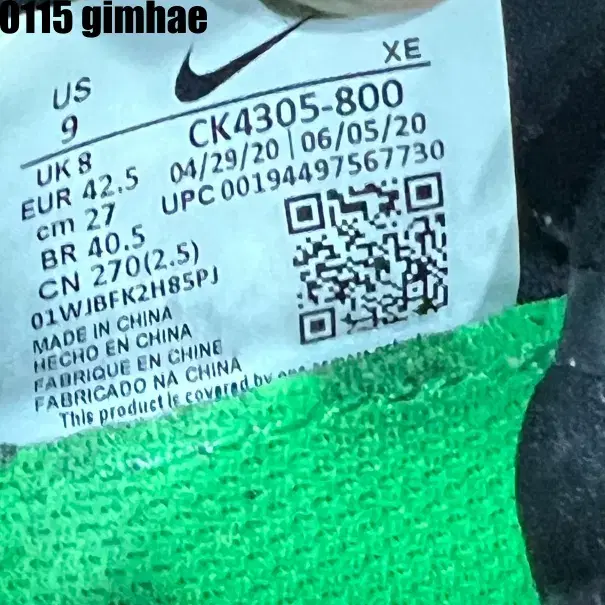 0115 gimhae
XE
US
9
CK4305-800
UK 8
04/29/20 | 06/05/20
EUR 42.5
UPC 00194497567730
cm 27
BR 40.5
CN 270(2.5)
01WJBFK2H85PJ
MADE IN CHINA
HECHO EN CHINA
FABRIQUE EN CHINE
FABRICADO NA CHINA
This product is covered by one